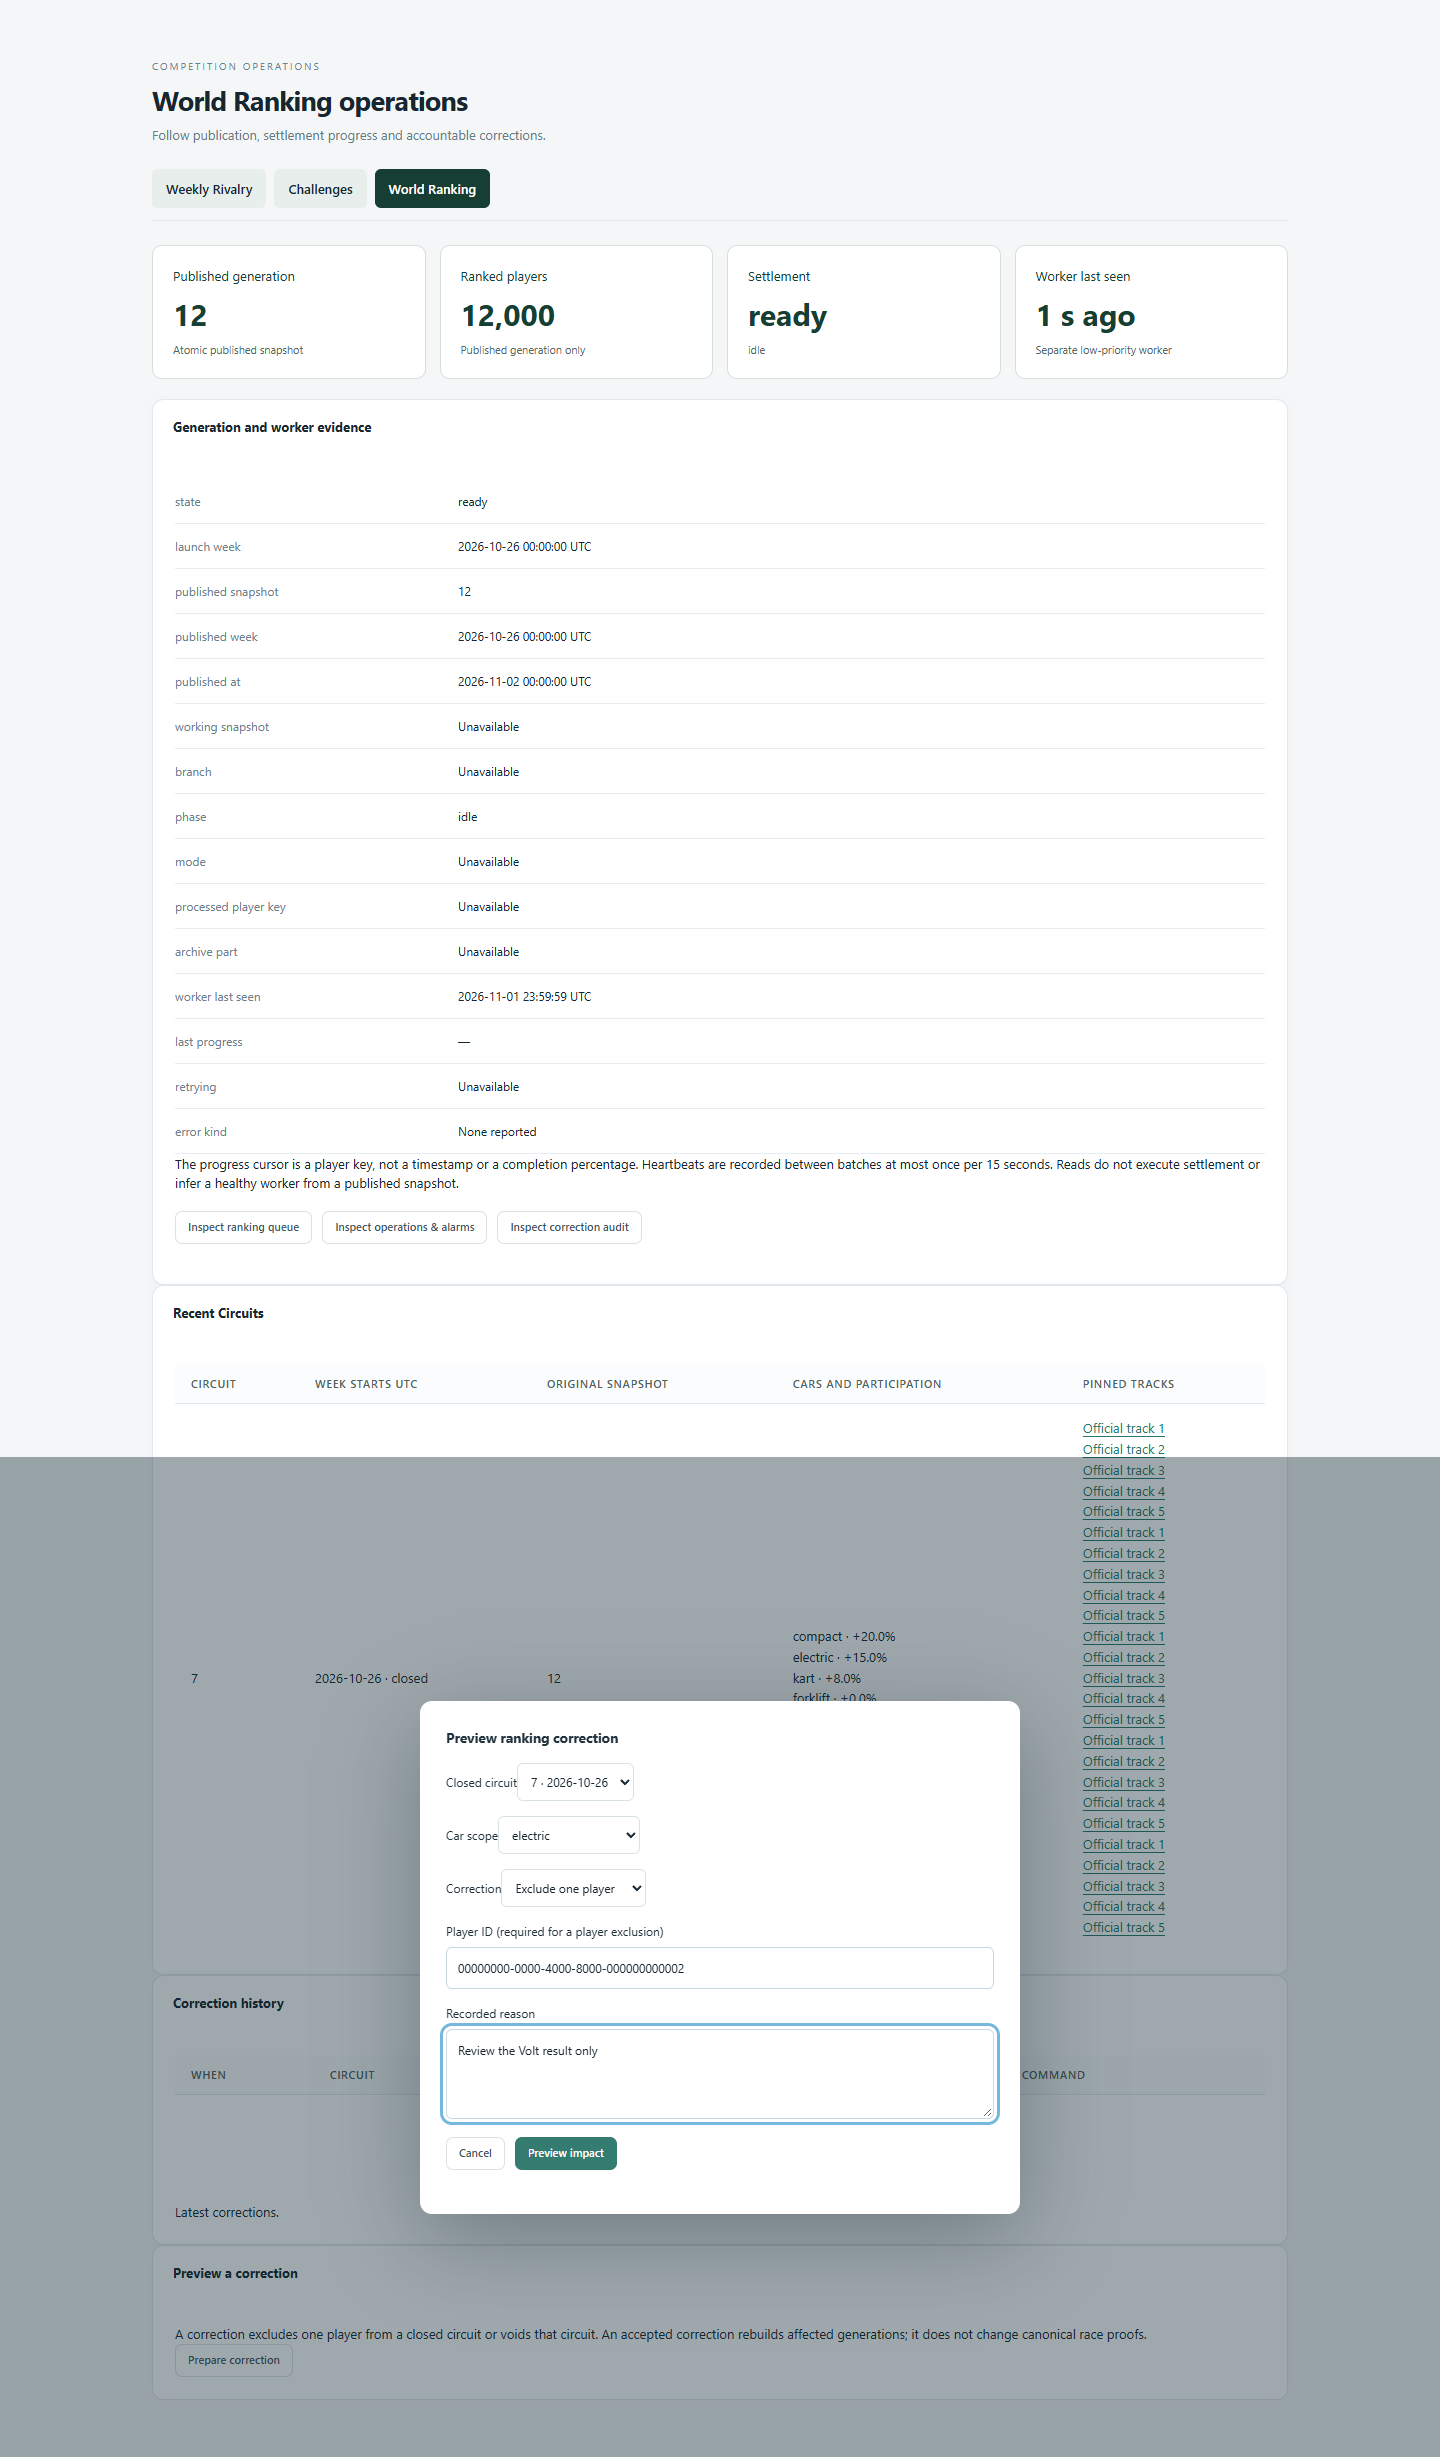 COMPETITION OPERATIONS
World Ranking operations
Follow publication, settlement progress and accountable corrections.
Weekly Rivalry
Challenges
World Ranking
Published generation
12
Atomic published snapshot
Ranked players
12,000
Published generation only
Settlement
ready
idle
Worker last seen
1 s ago
Separate low-priority worker
Generation and worker evidence
state ready
launch week 2026-10-26 00:00:00 UTC
published snapshot 12
published week 2026-10-26 00:00:00 UTC
published at 2026-11-02 00:00:00 UTC
working snapshot Unavailable
branch Unavailable
phase idle
mode Unavailable
processed player key Unavailable
archive part Unavailable
worker last seen 2026-11-01 23:59:59 UTC
last progress —
retrying Unavailable
error kind None reported
The progress cursor is a player key, not a timestamp or a completion percentage. Heartbeats are recorded between batches at most once per 15 seconds. Reads do not execute settlement or
infer a healthy worker from a published snapshot.
Inspect ranking queue
Inspect operations & alarms
Inspect correction audit
Recent Circuits
CIRCUIT WEEK STARTS UTC ORIGINAL SNAPSHOT CARS AND PARTICIPATION PINNED TRACKS
7
2026-10-26 · closed
12
compact · +20.0%
electric · +15.0%
kart · +8.0%
forklift · +0.0%
Official track 1
Official track 2
Official track 3
Official track 4
Official track 5
Official track 1
Official track 2
Official track 3
Official track 4
Official track 5
Official track 1
Official track 2
Official track 3
Official track 4
Official track 5
Official track 1
Official track 2
Official track 3
Official track 4
Official track 5
Official track 1
Official track 2
Official track 3
Official track 4
Official track 5
Preview ranking correction
Closed circuit 7 · 2026-10-26
Car scope electric
Correction Exclude one player
Player ID (required for a player exclusion)
00000000-0000-4000-8000-000000000002
Recorded reason
Review the Volt result only
Cancel
Preview impact
Correction history
WHEN CIRCUIT COMMAND
Latest corrections.
Preview a correction
A correction excludes one player from a closed circuit or voids that circuit. An accepted correction rebuilds affected generations; it does not change canonical race proofs.
Prepare correction